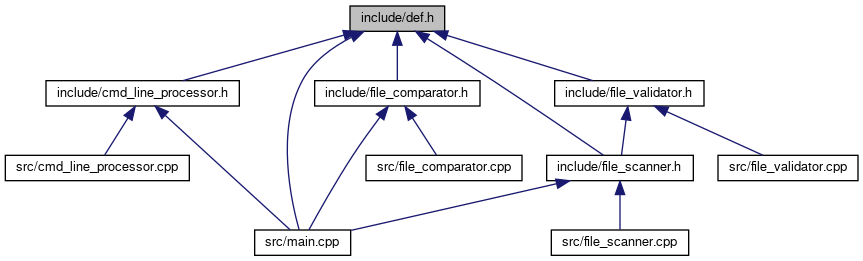 include/def.h
include/cmd_line_processor.h
include/file_comparator.h
include/file_validator.h
src/cmd_line_processor.cpp
src/file_comparator.cpp
include/file_scanner.h
src/file_validator.cpp
src/main.cpp
src/file_scanner.cpp